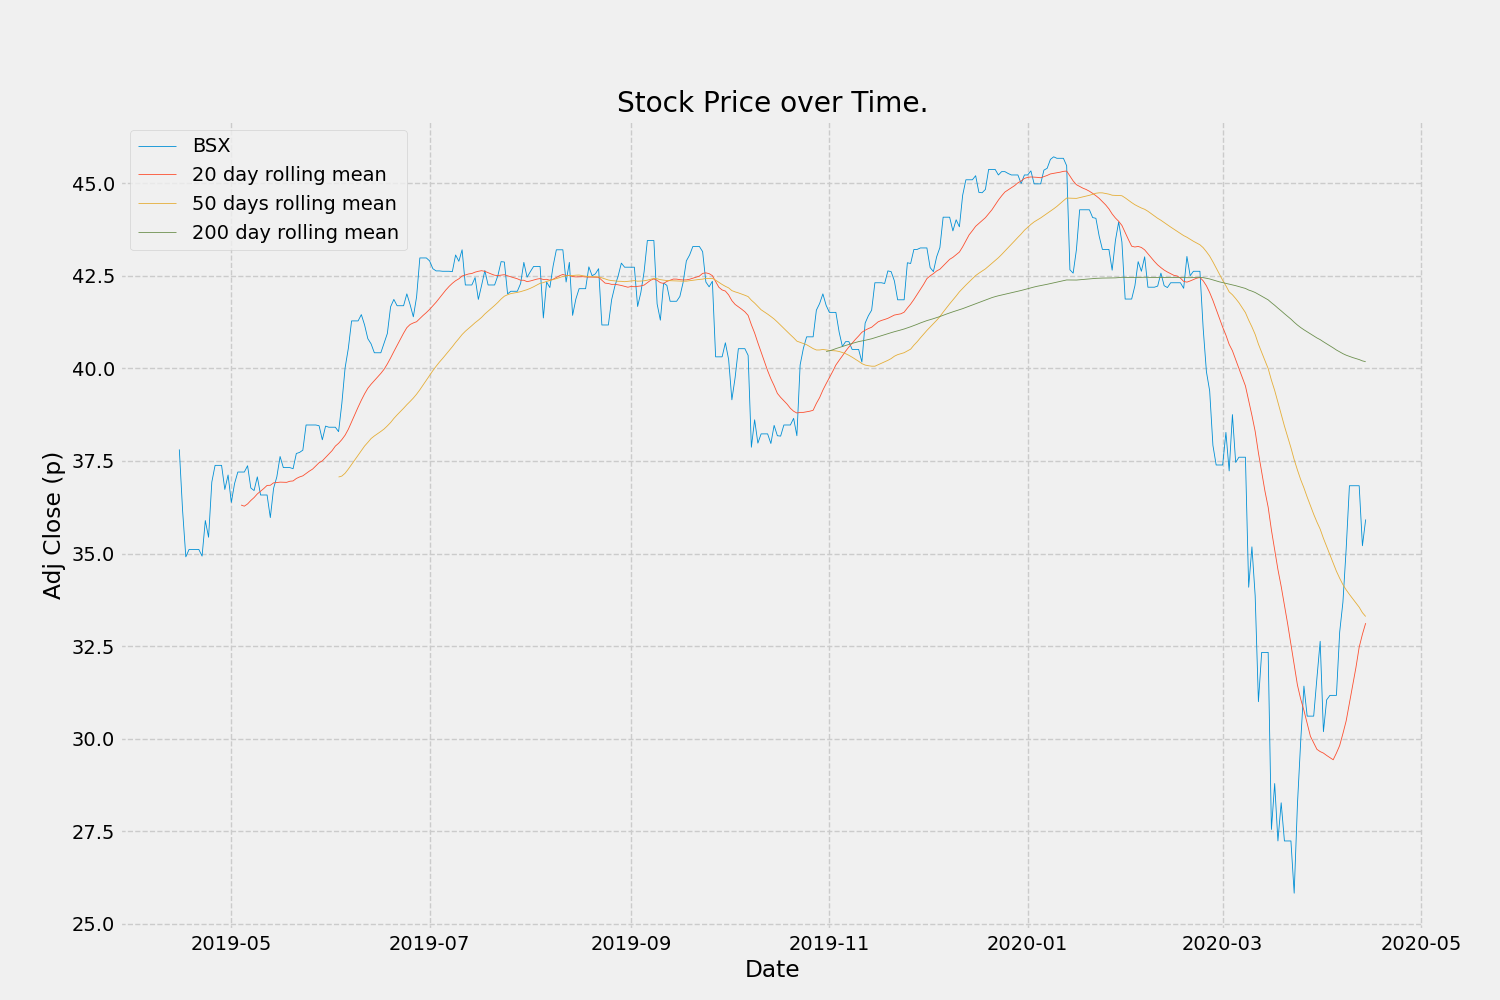 Stock Price over Time.
BSX
20 day rolling mean
50 days rolling mean
200 day rolling mean
45.0
42.5
40.0
37.5
35.0
32.5
30.0
27.5
25.0
Adj Close (p)
2019-05 2019-07 2019-09 2019-11 2020-01 2020-03 2020-05
Date